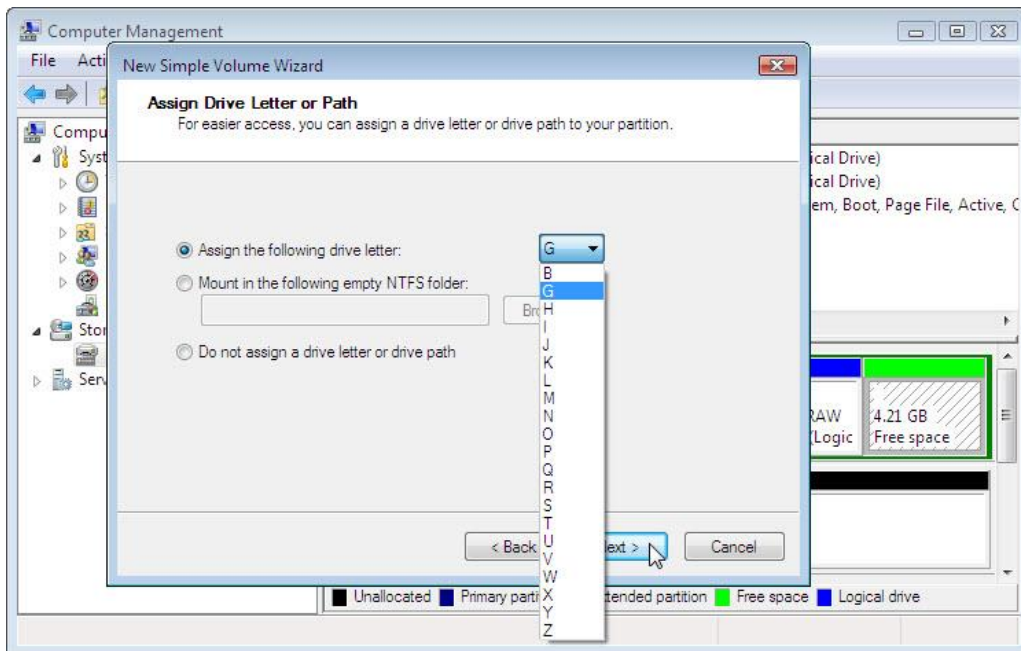 Computer Management
File Acti
New Simple Volume Wizard
Assign Drive Letter or Path
For easier access, you can assign a drive letter or drive path to your partition.
Compu
Syst
Stor
Serv
ical Drive)
ical Drive)
em, Boot, Page File, Active, C
Assign the following drive letter:
G
Mount in the following empty NTFS folder:
Bro
Do not assign a drive letter or drive path
B
G
H
I
J
K
L
M
N
O
P
Q
R
S
T
U
V
W
X
Y
Z
RAW
(Logic
4.21 GB
Free space
< Back
ext >
Cancel
Unallocated Primary parti tended partition Free space Logical drive